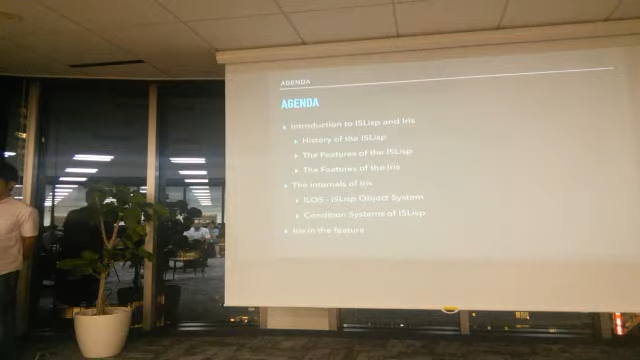 AGENDA
AGENDA
Introduction to ISLisp and Iris
History of the ISLisp
The Features of the ISLisp
The Features of the Iris
The internals of Iris
ILOS - ISLisp Object System
Condition Systems of ISLisp
Iris in the feature